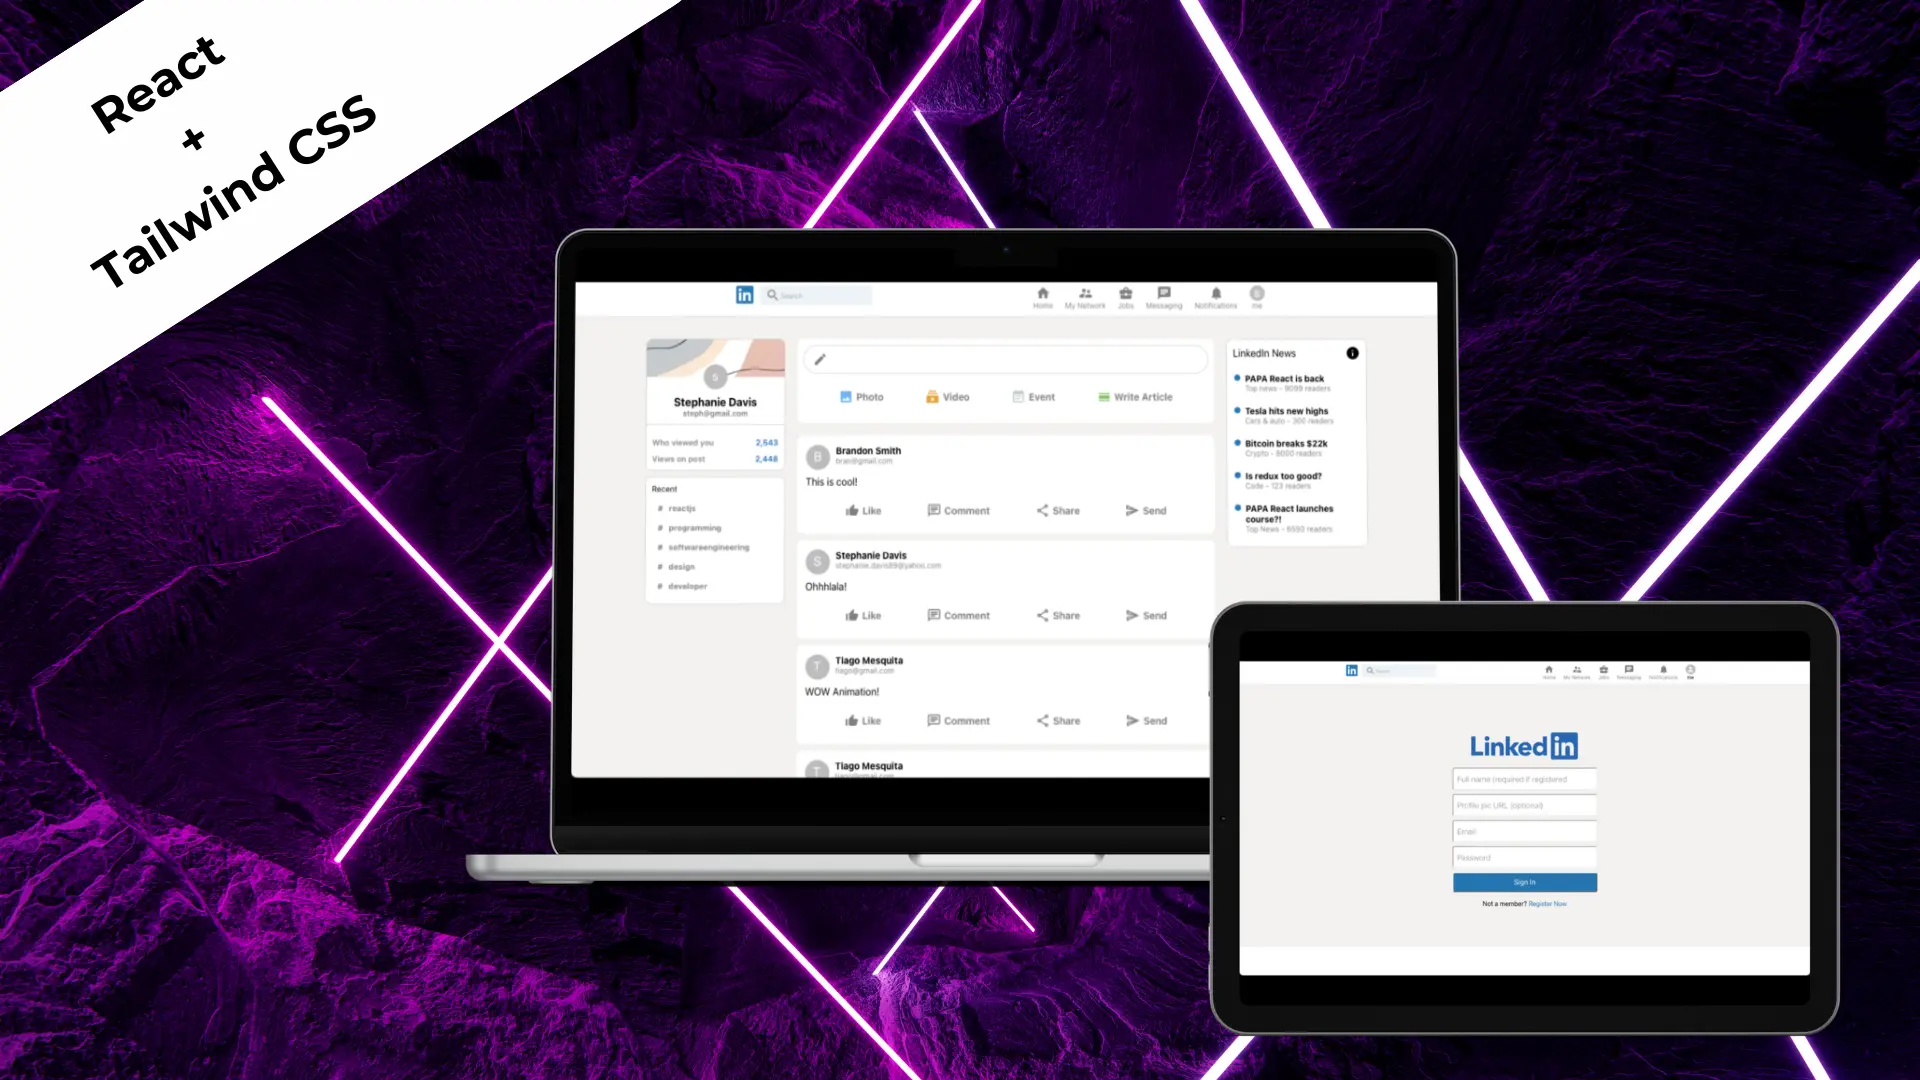 React
+
Tailwind CSS
in
Search
Home
My Network
Jobs
Messaging
Notifications
S
me
S
Stephanie Davis
steph@gmail.com
Who viewed you 2,543
Views on post 2,448
Recent
# reactjs
# programming
# softwareengineering
# design
# developer
Photo
Video
Event
Write Article
B
Brandon Smith
bran@gmail.com
This is cool!
Like Comment Share Send
S
Stephanie Davis
stephanie.davis89@yahoo.com
Ohhhlala!
Like Comment Share Send
T
Tiago Mesquita
tiago@gmail.com
WOW Animation!
Like Comment Share Send
T
Tiago Mesquita
LinkedIn News
PAPA React is back
Top news - 9099 readers
Tesla hits new highs
Cars & auto - 300 readers
Bitcoin breaks $22k
Crypto - 8000 readers
Is redux too good?
Code - 123 readers
PAPA React launches
course?!
Top News - 6503 readers
in
Home
My Network
Jobs
Messaging
Notifications
me
Linkedin
Full name (required if registered
Profile pic URL (optional)
Email
Password
Sign In
Not a member? Register Now